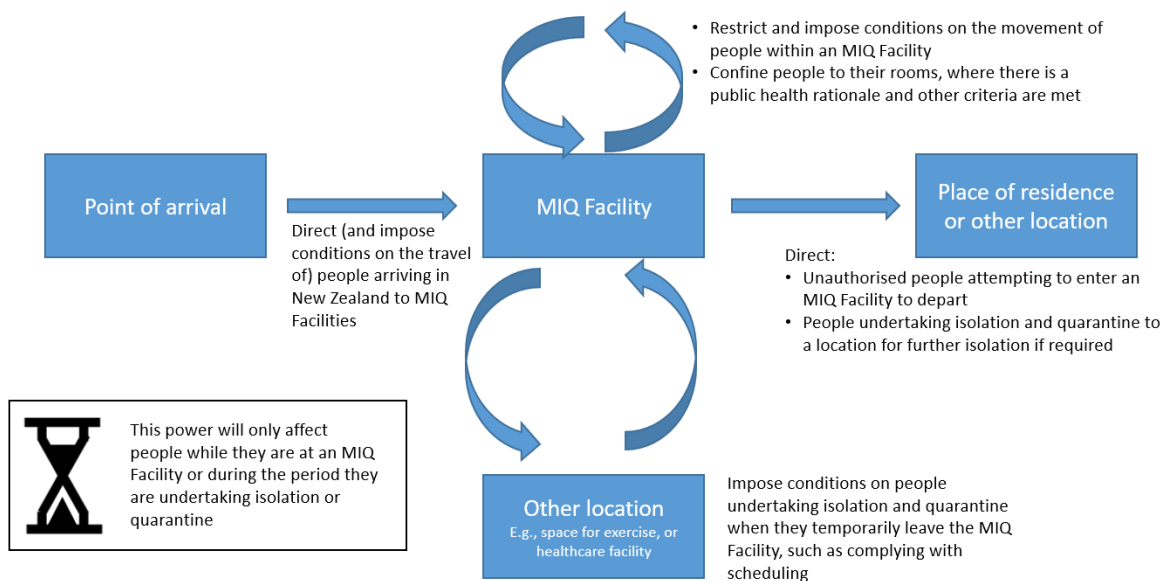 • Restrict and impose conditions on the movement of
people within an MIQ Facility
• Confine people to their rooms, where there is a
public health rationale and other criteria are met
Point of arrival
MIQ Facility
Place of residence
or other location
Direct (and impose
conditions on the travel
of) people arriving in
New Zealand to MIQ
Facilities
Direct:
• Unauthorised people attempting to enter an
MIQ Facility to depart
• People undertaking isolation and quarantine to
a location for further isolation if required
This power will only affect
people while they are at an MIQ
Facility or during the period they
are undertaking isolation or
quarantine
Other location
E.g., space for exercise, or
healthcare facility
Impose conditions on people
undertaking isolation and quarantine
when they temporarily leave the MIQ
Facility, such as complying with
scheduling